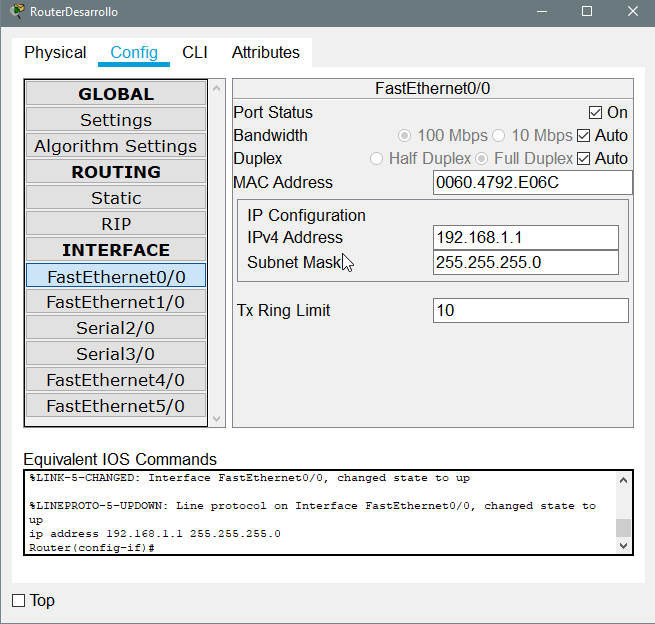 RouterDesarrollo
Physical Config CLI Attributes
GLOBAL
Settings
Algorithm Settings
ROUTING
Static
RIP
INTERFACE
FastEthernet0/0
FastEthernet1/0
Serial2/0
Serial3/0
FastEthernet4/0
FastEthernet5/0
FastEthernet0/0
Port Status On
Bandwidth 100 Mbps 10 Mbps Auto
Duplex Half Duplex Full Duplex Auto
MAC Address 0060.4792.E06C
IP Configuration
IPv4 Address 192.168.1.1
Subnet Mask 255.255.255.0
Tx Ring Limit 10
Equivalent IOS Commands
%LINK-5-CHANGED: Interface FastEthernet0/0, changed state to up
%LINEPROTO-5-UPDOWN: Line protocol on Interface FastEthernet0/0, changed state to
up
ip address 192.168.1.1 255.255.255.0
Router(config-if)#
Top